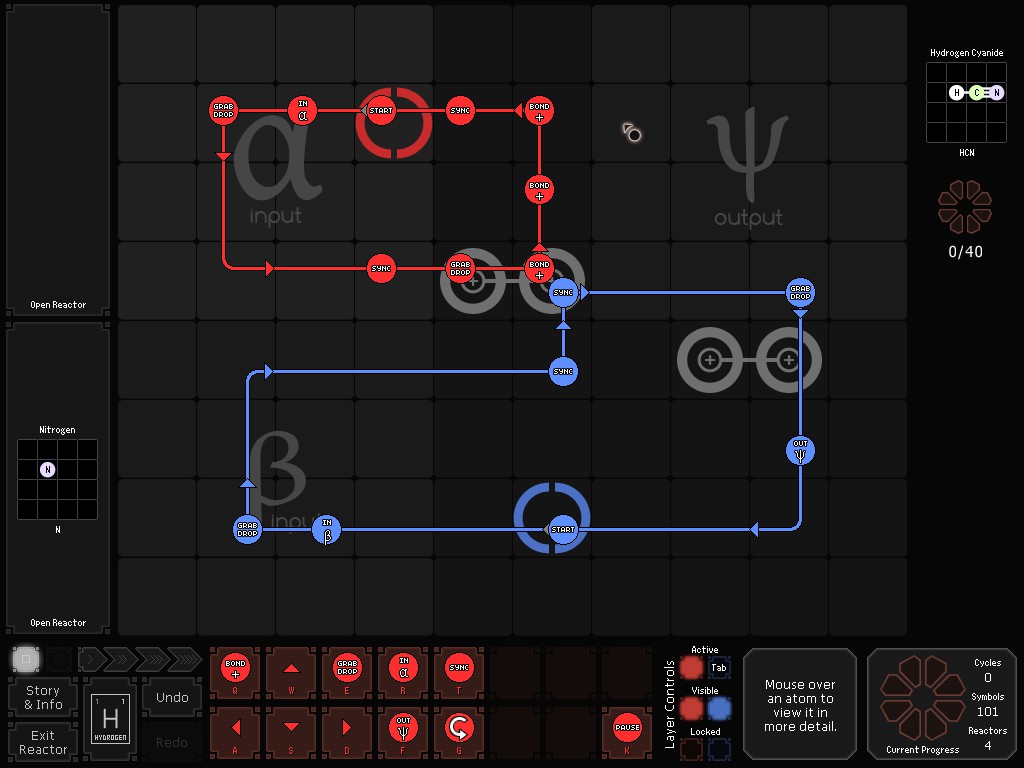 Hydrogen Cyanide
H C N
HCN
0/40
GRAB
DROP
IN
α
START
SYNC
BOND
+
α
input
ψ
output
BOND
+
SYNC
GRAB
DROP
BOND
+
SYNC
GRAB
DROP
Open Reactor
SYNC
Nitrogen
N
N
β
input
OUT
ψ
GRAB
DROP
IN
β
START
Open Reactor
Story
& Info
Exit
Reactor
1 1
H
HYDROGEN
Undo
Redo
BOND
+
Q
W
GRAB
DROP
E
IN
α
R
SYNC
T
A
S
D
OUT
ψ
F
G
PAUSE
K
Layer Controls
Active
Tab
Visible
Locked
Mouse over
an atom to
view it in
more detail.
Cycles
0
Symbols
101
Reactors
4
Current Progress